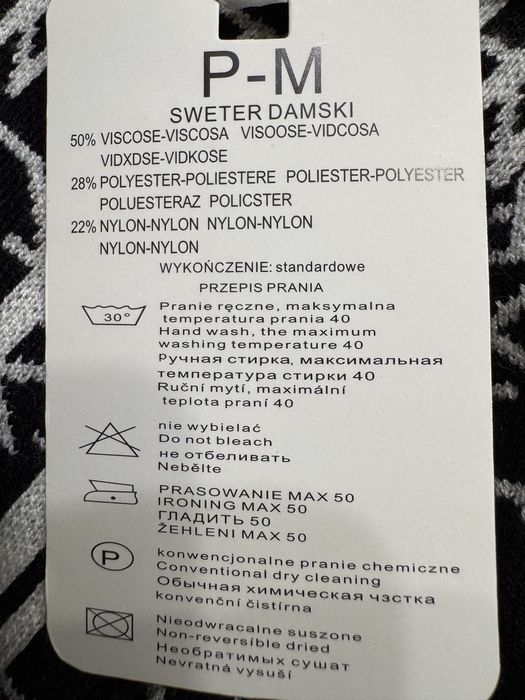 P-M
SWETER DAMSKI
50% VISCOSE-VISCOSA VISOOSE-VIDCOSA
VIDXDSE-VIDKOSE
28% POLYESTER-POLIESTERE POLIESTER-POLYESTER
POLUESTERAZ POLICSTER
22% NYLON-NYLON NYLON-NYLON
NYLON-NYLON
WYKOŃCZENIE: standardowe
PRZEPIS PRANIA
30°
Pranie ręczne, maksymalna
temperatura prania 40
Hand wash, the maximum
washing temperature 40
Ручная стирка, максимальная
температура стирки 40
Ruční mytí, maximální
teplota praní 40
nie wybielać
Do not bleach
не отбеливать
Nebělte
PRASOWANIE MAX 50
IRONING MAX 50
ГЛАДИТЬ 50
ŽEHLENI MAX 50
P
konwencjonalne pranie chemiczne
Conventional dry cleaning
Обычная химическая чзстка
konvenční čistírna
Nieodwracalne suszone
Non-reversible dried
Необратимых сушат
Nevratná vysuší